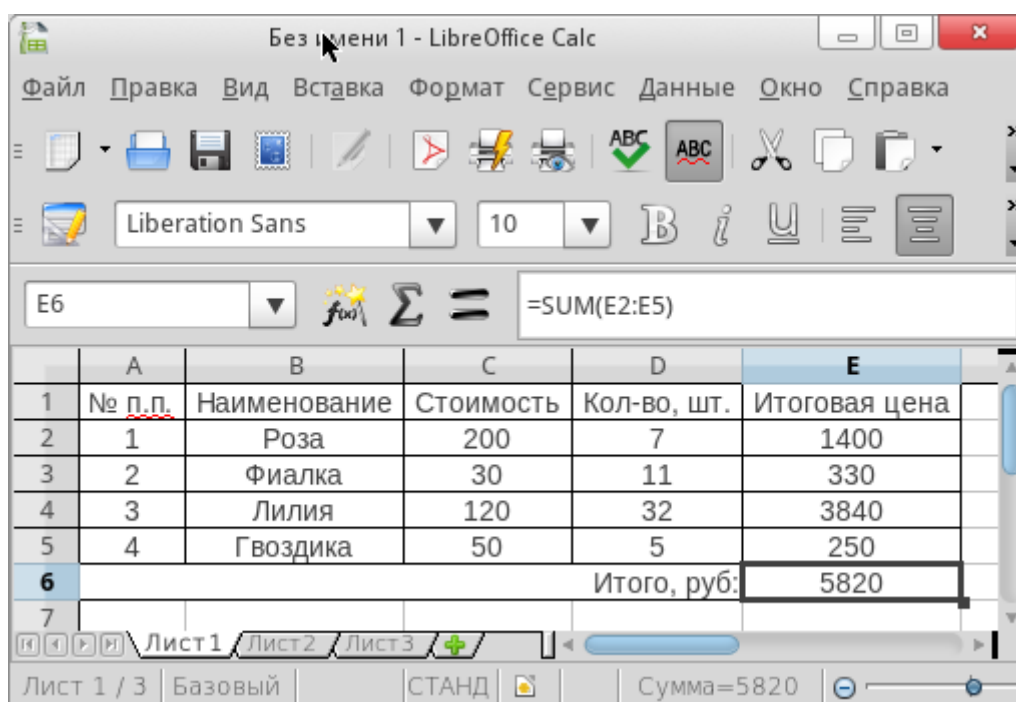 Без имени 1 - LibreOffice Calc
Файл Правка Вид Вставка Формат Сервис Данные Окно Справка
ABC ABC
Liberation Sans 10 B i U
E6 f(x) Σ = =SUM(E2:E5)
A B C D E
1 № п.п. Наименование Стоимость Кол-во, шт. Итоговая цена
2 1 Роза 200 7 1400
3 2 Фиалка 30 11 330
4 3 Лилия 120 32 3840
5 4 Гвоздика 50 5 250
6 Итого, руб: 5820
7
Лист1 Лист2 Лист3
Лист 1 / 3 Базовый СТАНД Сумма=5820